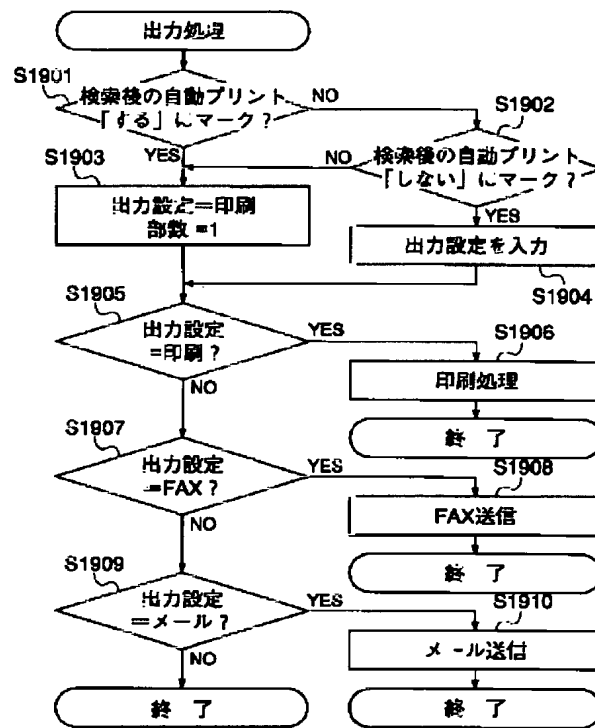 出力処理
S1901
検索後の自動プリント
「する」にマーク?
NO
S1902
YES
S1903
NO
検索後の自動プリント
「しない」にマーク?
YES
出力設定=印刷
部数=1
出力設定を入力
S1904
S1905
出力設定
=印刷?
YES
S1906
印刷処理
NO
終 了
S1907
出力設定
=FAX?
YES
S1908
FAX送信
NO
終 了
S1909
出力設定
=メール?
YES
S1910
メール送信
NO
終 了
終 了